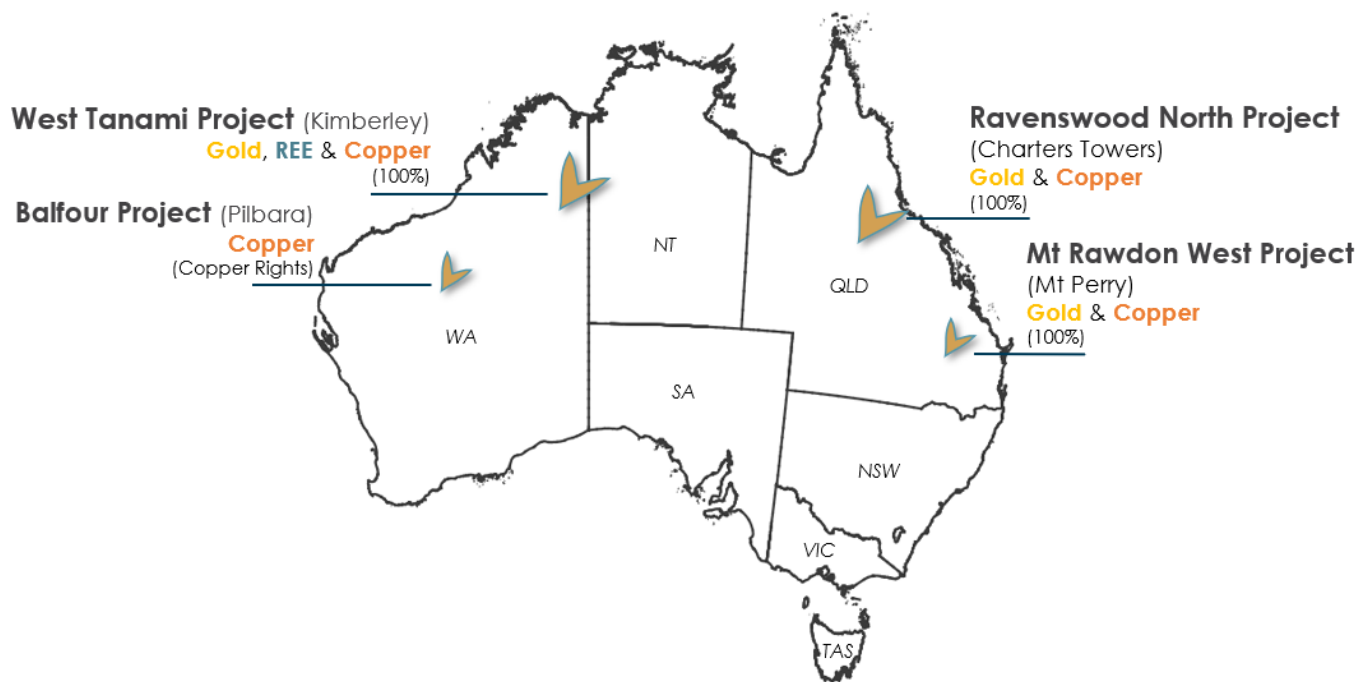 West Tanami Project (Kimberley)
Gold, REE & Copper
(100%)
Balfour Project (Pilbara)
Copper
(Copper Rights)
Ravenswood North Project
(Charters Towers)
Gold & Copper
(100%)
Mt Rawdon West Project
(Mt Perry)
Gold & Copper
(100%)
NT
QLD
WA
SA
NSW
VIC
TAS